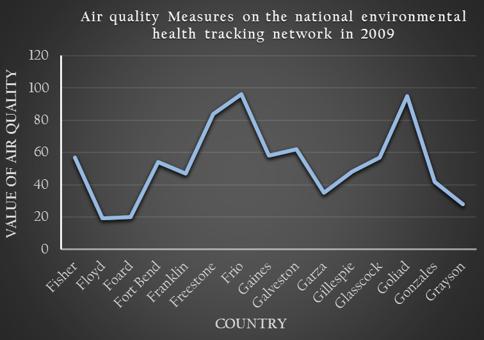 Air quality Measures on the national environmental
health tracking network in 2009
VALUE OF AIR QUALITY
120
100
80
60
40
20
0
Fisher
Floyd
Foard
Fort Bend
Franklin
Freestone
Frio
Gaines
Galveston
Garza
Gillespie
Glasscock
Goliad
Gonzales
Grayson
COUNTRY